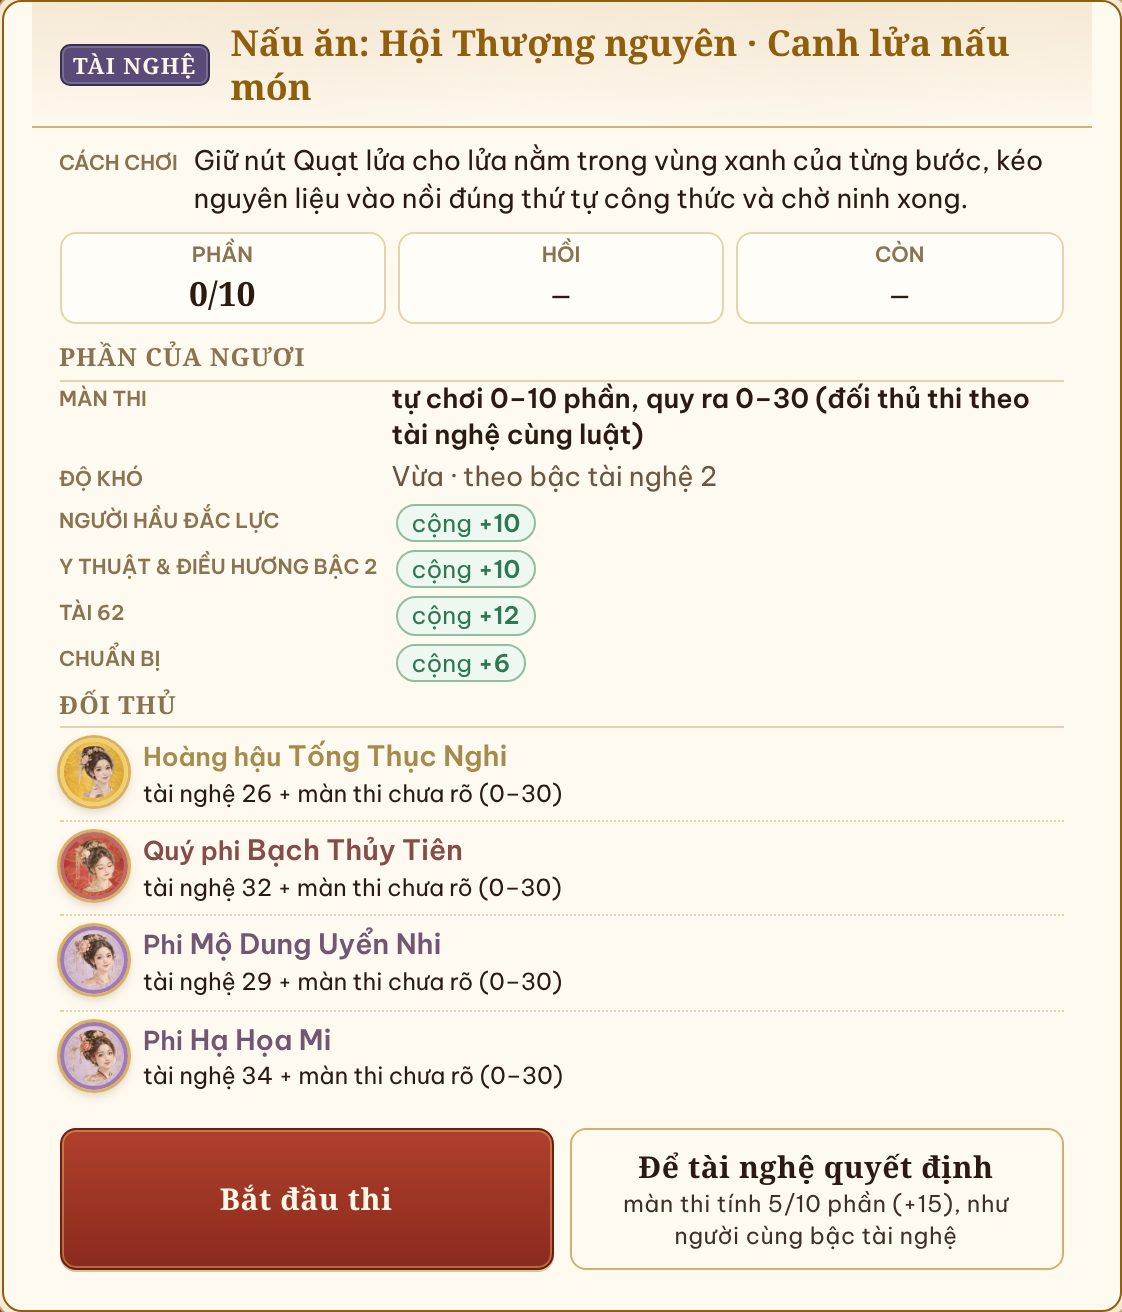 TÀI NGHỆ
Nấu ăn: Hội Thượng nguyên · Canh lửa nấu
món
CÁCH CHƠI
Giữ nút Quạt lửa cho lửa nằm trong vùng xanh của từng bước, kéo
nguyên liệu vào nồi đúng thứ tự công thức và chờ ninh xong.
PHẦN
0/10
HỒI
–
CÒN
–
PHẦN CỦA NGƯƠI
MÀN THI
tự chơi 0–10 phần, quy ra 0–30 (đối thủ thi theo
tài nghệ cùng luật)
ĐỘ KHÓ
Vừa · theo bậc tài nghệ 2
NGƯỜI HẦU ĐẮC LỰC
cộng +10
Y THUẬT & ĐIỀU HƯƠNG BẬC 2
cộng +10
TÀI 62
cộng +12
CHUẨN BỊ
cộng +6
ĐỐI THỦ
Hoàng hậu Tống Thục Nghi
tài nghệ 26 + màn thi chưa rõ (0–30)
Quý phi Bạch Thủy Tiên
tài nghệ 32 + màn thi chưa rõ (0–30)
Phi Mộ Dung Uyển Nhi
tài nghệ 29 + màn thi chưa rõ (0–30)
Phi Hạ Họa Mi
tài nghệ 34 + màn thi chưa rõ (0–30)
Bắt đầu thi
Để tài nghệ quyết định
màn thi tính 5/10 phần (+15), như
người cùng bậc tài nghệ